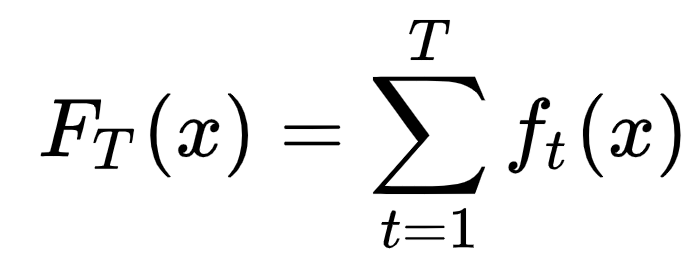 F_T(x) = \sum_{t=1}^{T} f_t(x)